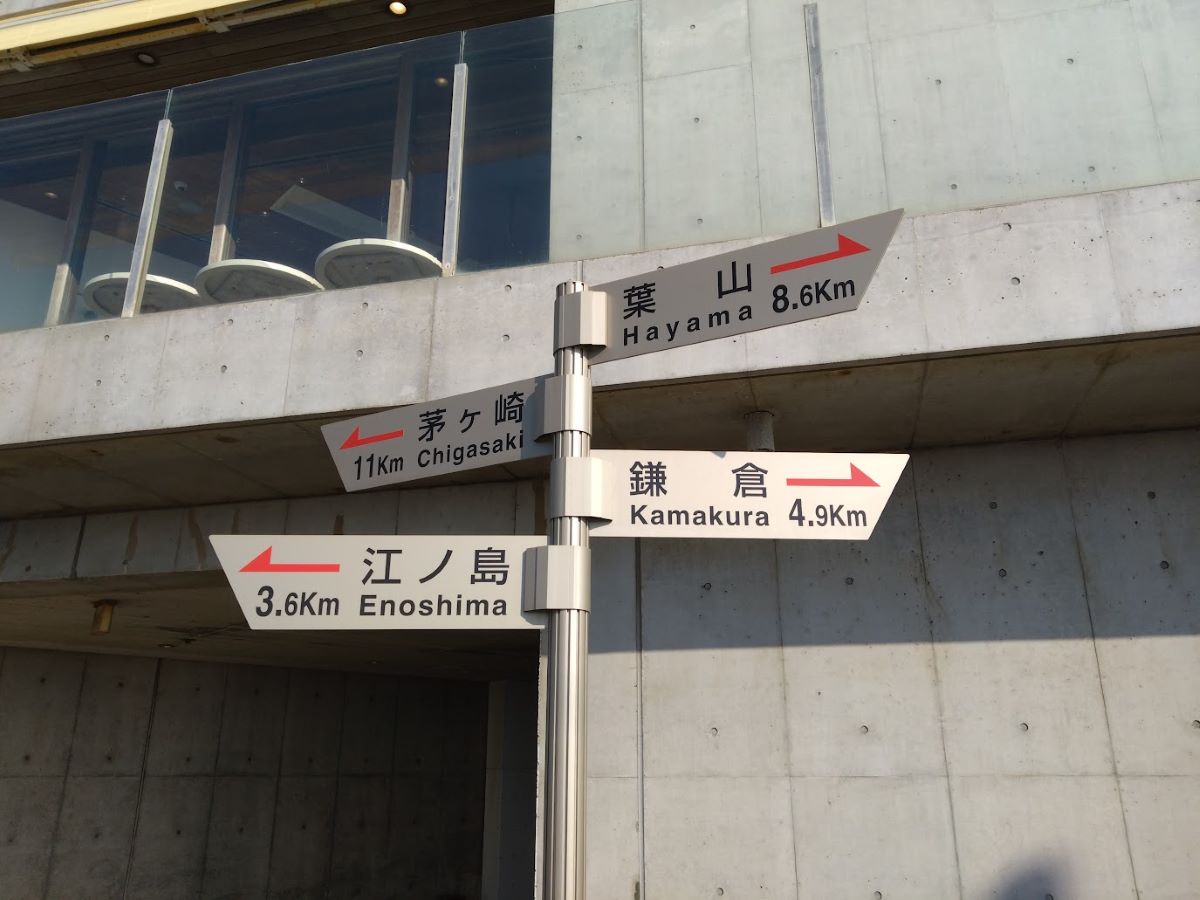 葉山
Hayama 8.6Km
茅ヶ崎
11Km Chigasaki
鎌倉
Kamakura 4.9Km
江ノ島
3.6Km Enoshima